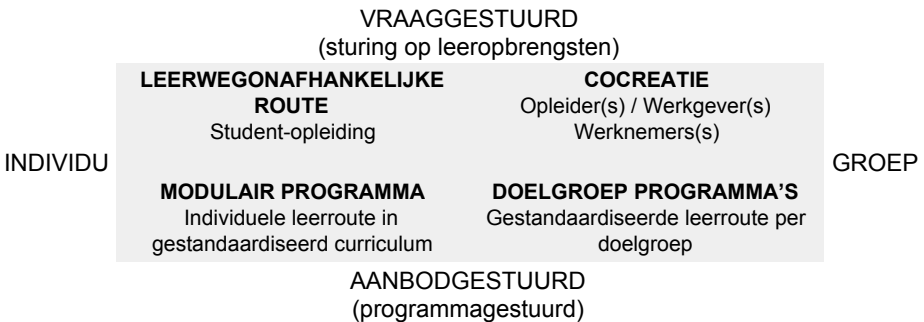 VRAAGGESTUURD
(sturing op leeropbrengsten)
LEERWEGONAFHANKELIJKE
ROUTE
Student-opleiding
COCREATIE
Opleider(s) / Werkgever(s)
Werknemers(s)
INDIVIDU
GROEP
MODULAIR PROGRAMMA
Individuele leerroute in
gestandaardiseerd curriculum
DOELGROEP PROGRAMMA'S
Gestandaardiseerde leerroute per
doelgroep
AANBODGESTUURD
(programmagestuurd)